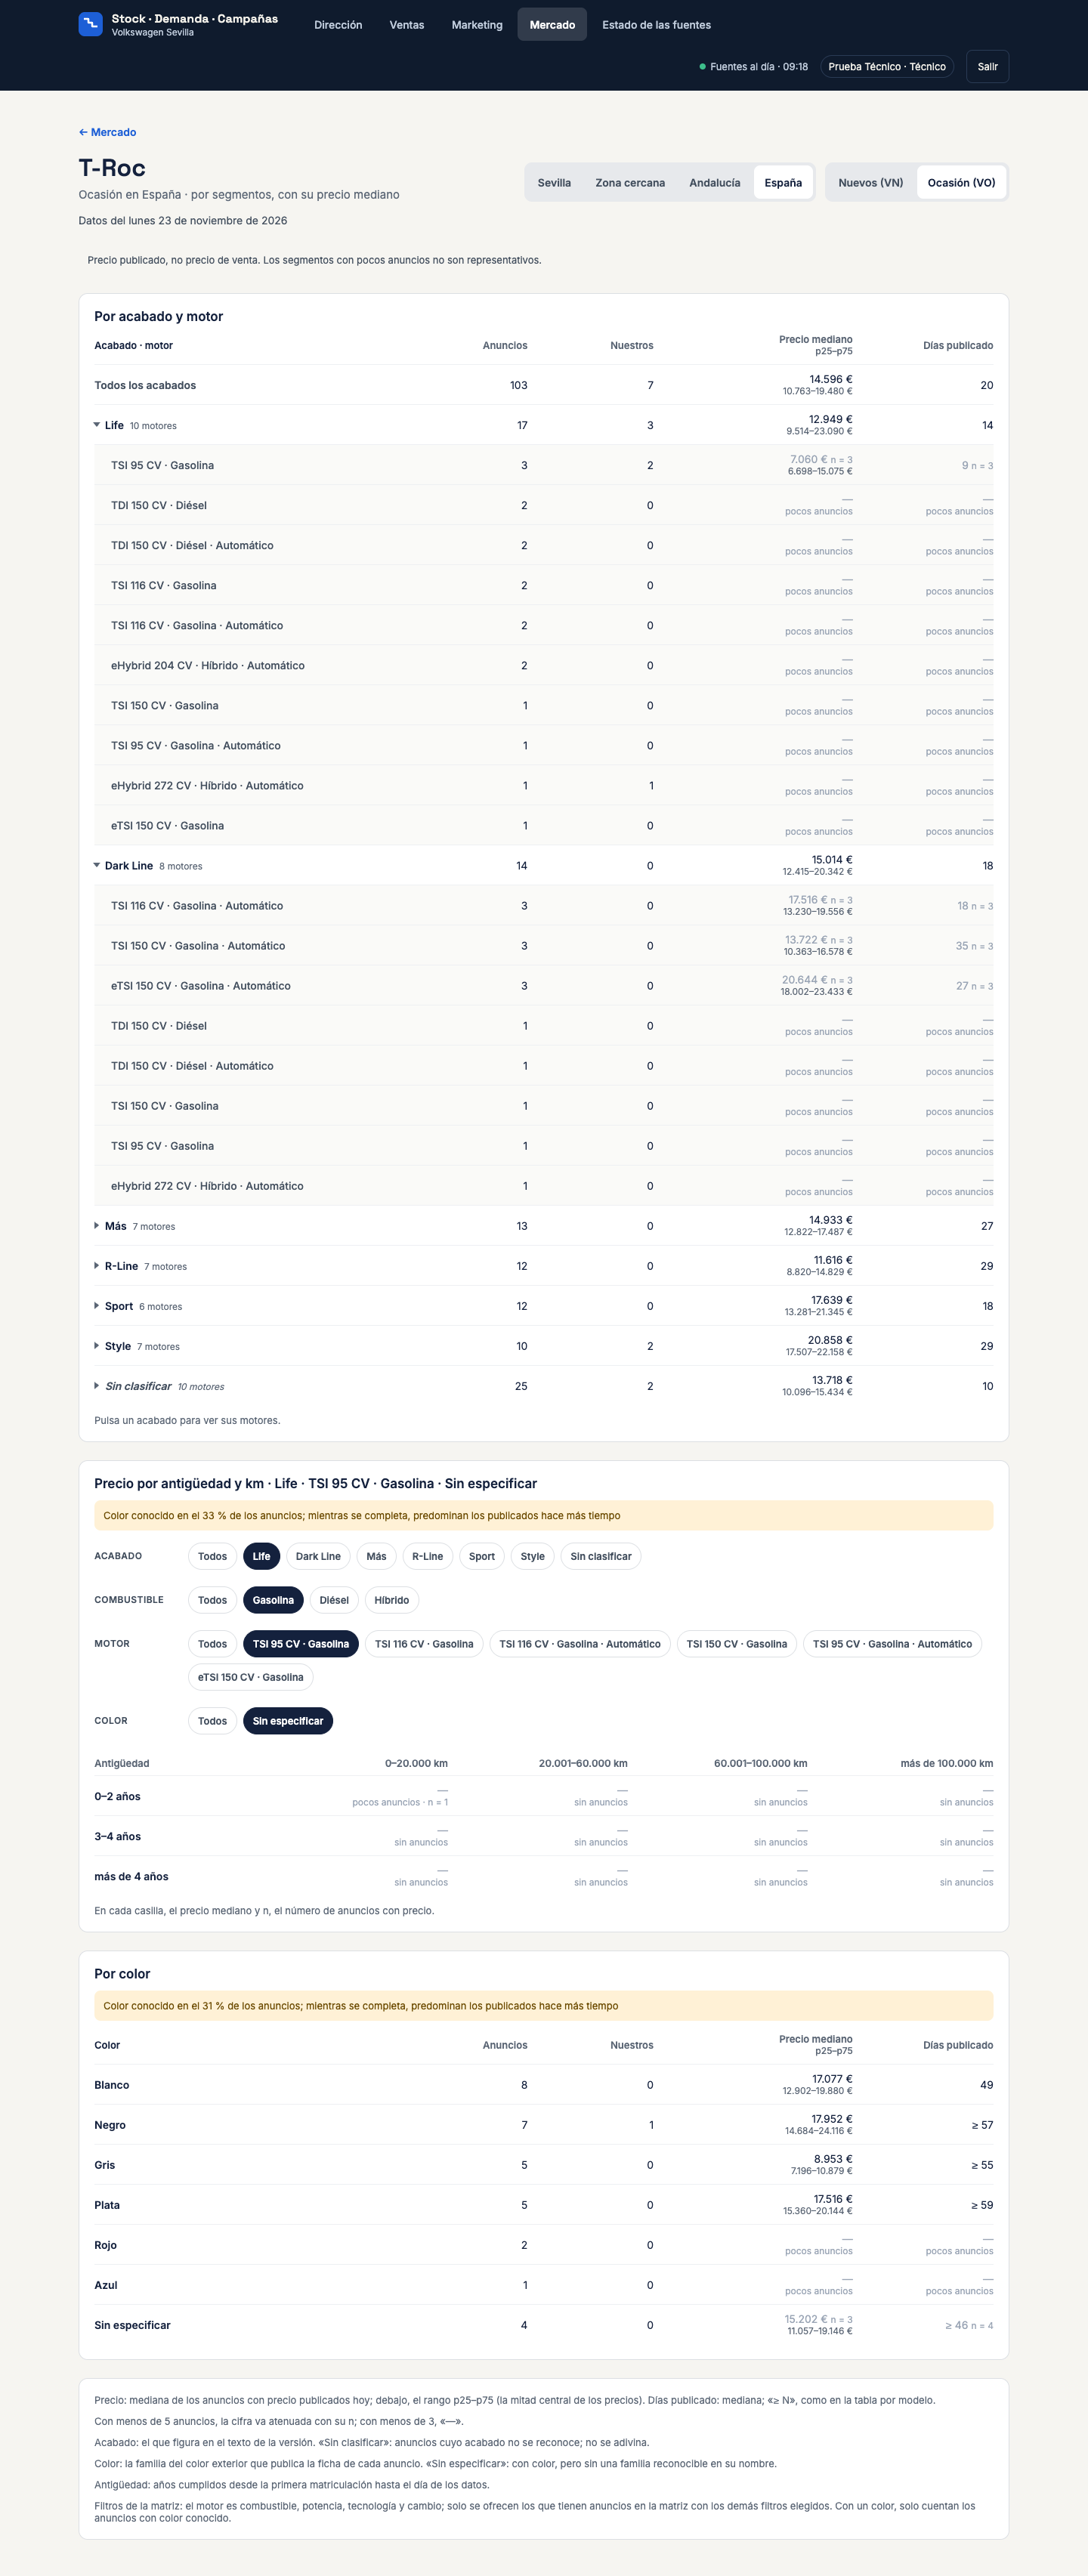 Stock · Demanda · Campañas
Volkswagen Sevilla
Dirección
Ventas
Marketing
Mercado
Estado de las fuentes
Fuentes al día · 09:18
Prueba Técnico · Técnico
Salir
← Mercado
T-Roc
Ocasión en España · por segmentos, con su precio mediano
Datos del lunes 23 de noviembre de 2026
Sevilla
Zona cercana
Andalucía
España
Nuevos (VN)
Ocasión (VO)
Precio publicado, no precio de venta. Los segmentos con pocos anuncios no son representativos.
Por acabado y motor
Acabado · motor Anuncios Nuestros Precio mediano p25–p75 Días publicado
Todos los acabados 103 7 14.596 € 10.763–19.480 € 20
Life 10 motores 17 3 12.949 € 9.514–23.090 € 14
TSI 95 CV · Gasolina 3 2 7.060 € n = 3 6.698–15.075 € 9 n = 3
TDI 150 CV · Diésel 2 0 — pocos anuncios — pocos anuncios
TDI 150 CV · Diésel · Automático 2 0 — pocos anuncios — pocos anuncios
TSI 116 CV · Gasolina 2 0 — pocos anuncios — pocos anuncios
TSI 116 CV · Gasolina · Automático 2 0 — pocos anuncios — pocos anuncios
eHybrid 204 CV · Híbrido · Automático 2 0 — pocos anuncios — pocos anuncios
TSI 150 CV · Gasolina 1 0 — pocos anuncios — pocos anuncios
TSI 95 CV · Gasolina · Automático 1 0 — pocos anuncios — pocos anuncios
eHybrid 272 CV · Híbrido · Automático 1 1 — pocos anuncios — pocos anuncios
eTSI 150 CV · Gasolina 1 0 — pocos anuncios — pocos anuncios
Dark Line 8 motores 14 0 15.014 € 12.415–20.342 € 18
TSI 116 CV · Gasolina · Automático 3 0 17.516 € n = 3 13.230–19.556 € 18 n = 3
TSI 150 CV · Gasolina · Automático 3 0 13.722 € n = 3 10.363–16.578 € 35 n = 3
eTSI 150 CV · Gasolina · Automático 3 0 20.644 € n = 3 18.002–23.433 € 27 n = 3
TDI 150 CV · Diésel 1 0 — pocos anuncios — pocos anuncios
TDI 150 CV · Diésel · Automático 1 0 — pocos anuncios — pocos anuncios
TSI 150 CV · Gasolina 1 0 — pocos anuncios — pocos anuncios
TSI 95 CV · Gasolina 1 0 — pocos anuncios — pocos anuncios
eHybrid 272 CV · Híbrido · Automático 1 0 — pocos anuncios — pocos anuncios
Más 7 motores 13 0 14.933 € 12.822–17.487 € 27
R-Line 7 motores 12 0 11.616 € 8.820–14.829 € 29
Sport 6 motores 12 0 17.639 € 13.281–21.345 € 18
Style 7 motores 10 2 20.858 € 17.507–22.158 € 29
Sin clasificar 10 motores 25 2 13.718 € 10.096–15.434 € 10
Pulsa un acabado para ver sus motores.
Precio por antigüedad y km · Life · TSI 95 CV · Gasolina · Sin especificar
Color conocido en el 33 % de los anuncios; mientras se completa, predominan los publicados hace más tiempo
ACABADO Todos Life Dark Line Más R-Line Sport Style Sin clasificar
COMBUSTIBLE Todos Gasolina Diésel Híbrido
MOTOR Todos TSI 95 CV · Gasolina TSI 116 CV · Gasolina TSI 116 CV · Gasolina · Automático TSI 150 CV · Gasolina TSI 95 CV · Gasolina · Automático
eTSI 150 CV · Gasolina
COLOR Todos Sin especificar
Antigüedad 0–20.000 km 20.001–60.000 km 60.001–100.000 km más de 100.000 km
0–2 años — pocos anuncios · n = 1 — sin anuncios — sin anuncios — sin anuncios
3–4 años — sin anuncios — sin anuncios — sin anuncios — sin anuncios
más de 4 años — sin anuncios — sin anuncios — sin anuncios — sin anuncios
En cada casilla, el precio mediano y n, el número de anuncios con precio.
Por color
Color conocido en el 31 % de los anuncios; mientras se completa, predominan los publicados hace más tiempo
Color Anuncios Nuestros Precio mediano p25–p75 Días publicado
Blanco 8 0 17.077 € 12.902–19.880 € 49
Negro 7 1 17.952 € 14.684–24.116 € ≥ 57
Gris 5 0 8.953 € 7.196–10.879 € ≥ 55
Plata 5 0 17.516 € 15.360–20.144 € ≥ 59
Rojo 2 0 — pocos anuncios — pocos anuncios
Azul 1 0 — pocos anuncios — pocos anuncios
Sin especificar 4 0 15.202 € n = 3 11.057–19.146 € ≥ 46 n = 4
Precio: mediana de los anuncios con precio publicados hoy; debajo, el rango p25–p75 (la mitad central de los precios). Días publicado: mediana; «≥ N», como en la tabla por modelo.
Con menos de 5 anuncios, la cifra va atenuada con su n; con menos de 3, «—».
Acabado: el que figura en el texto de la versión. «Sin clasificar»: anuncios cuyo acabado no se reconoce; no se adivina.
Color: la familia del color exterior que publica la ficha de cada anuncio. «Sin especificar»: con color, pero sin una familia reconocible en su nombre.
Antigüedad: años cumplidos desde la primera matriculación hasta el día de los datos.
Filtros de la matriz: el motor es combustible, potencia, tecnología y cambio; solo se ofrecen los que tienen anuncios en la matriz con los demás filtros elegidos. Con un color, solo cuentan los
anuncios con color conocido.